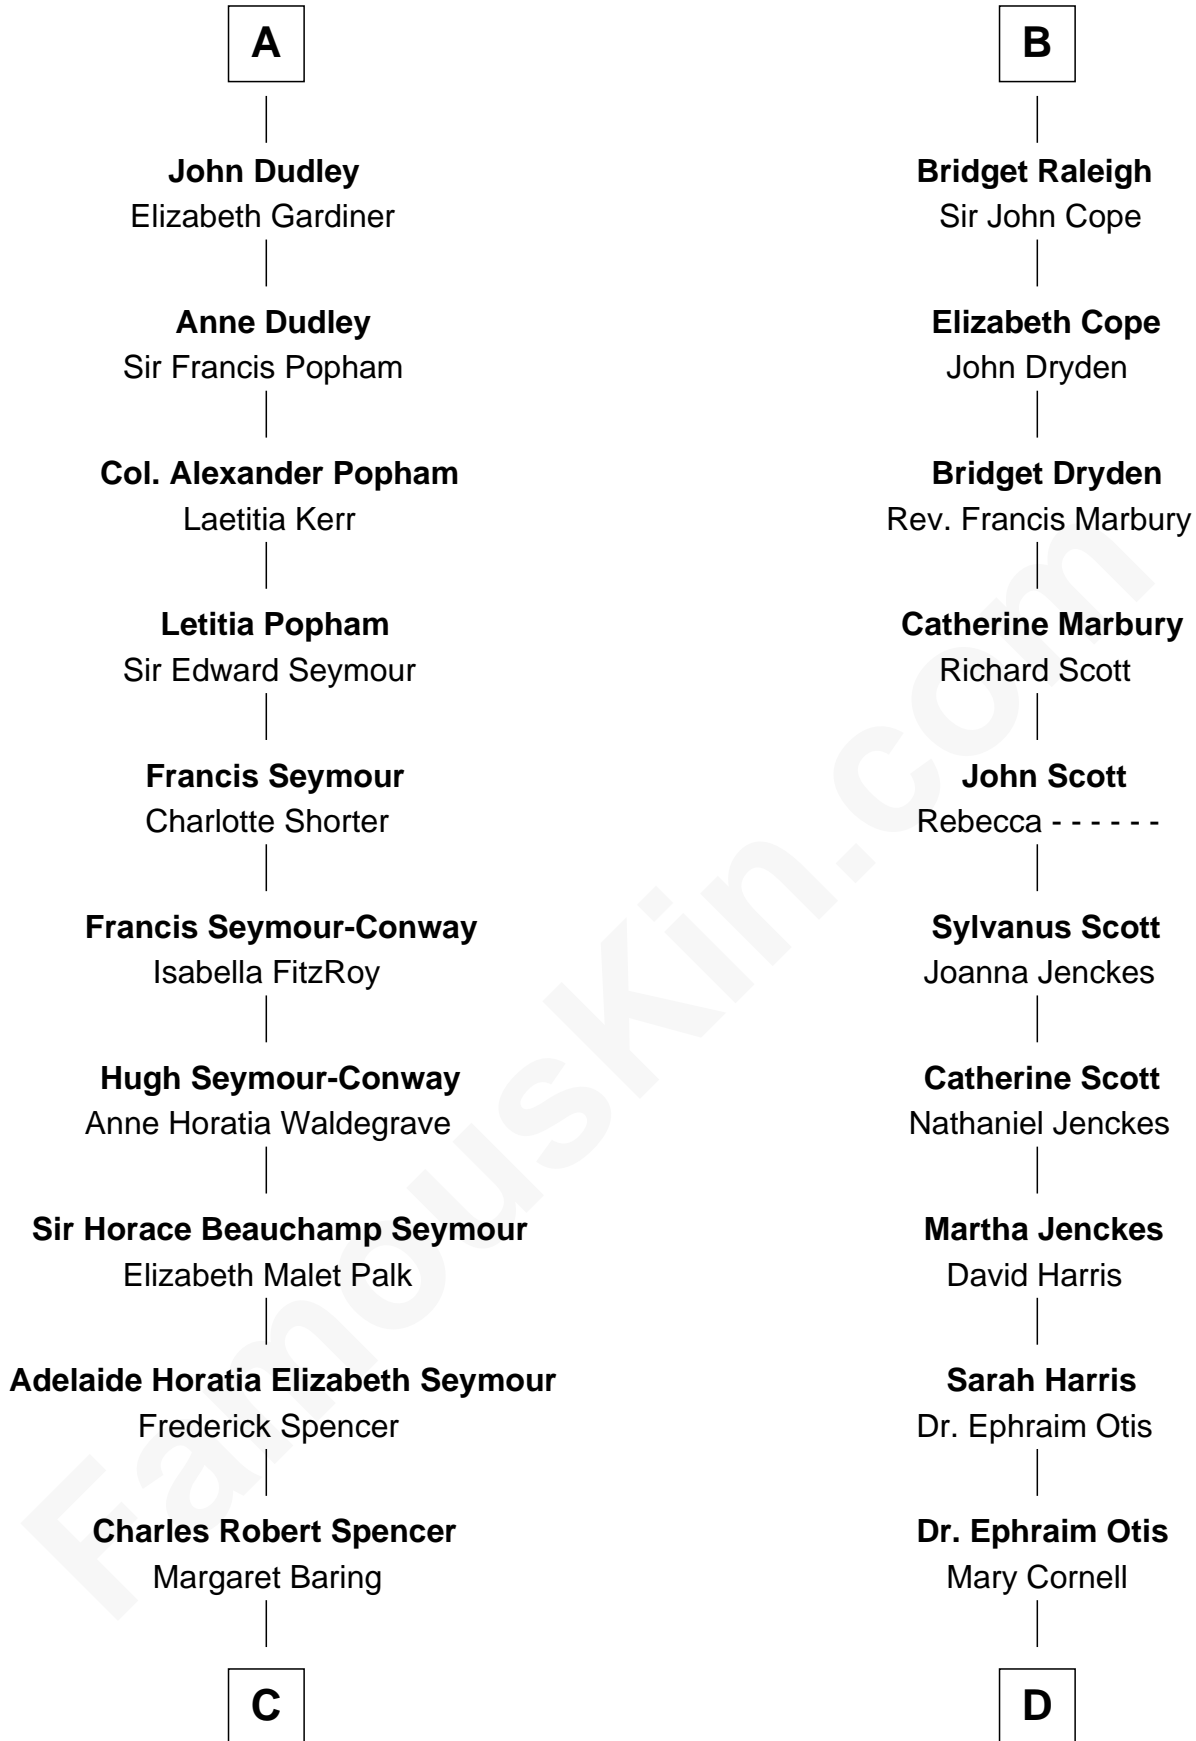 A
John Dudley
Elizabeth Gardiner
Anne Dudley
Sir Francis Popham
Col. Alexander Popham
Laetitia Kerr
Letitia Popham
Sir Edward Seymour
Francis Seymour
Charlotte Shorter
Francis Seymour-Conway
Isabella FitzRoy
Hugh Seymour-Conway
Anne Horatia Waldegrave
Sir Horace Beauchamp Seymour
Elizabeth Malet Palk
Adelaide Horatia Elizabeth Seymour
Frederick Spencer
Charles Robert Spencer
Margaret Baring
C
B
Bridget Raleigh
Sir John Cope
Elizabeth Cope
John Dryden
Bridget Dryden
Rev. Francis Marbury
Catherine Marbury
Richard Scott
John Scott
Rebecca - - - - - -
Sylvanus Scott
Joanna Jenckes
Catherine Scott
Nathaniel Jenckes
Martha Jenckes
David Harris
Sarah Harris
Dr. Ephraim Otis
Dr. Ephraim Otis
Mary Cornell
D
FamousKin.com